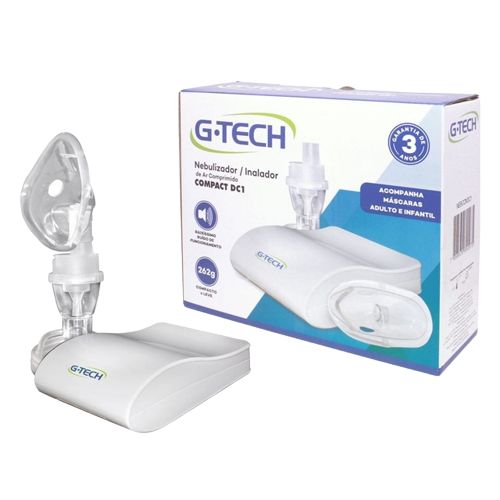 G·TECH
Nebulizador / Inalador
de Ar Comprimido
COMPACT DC1
BAIXÍSSIMO
RUÍDO DE
FUNCIONAMENTO
262g
COMPACTO
e LEVE
GARANTIA DE
3
ANOS
ACOMPANHA
MÁSCARAS
ADULTO E INFANTIL
G·TECH
G·TECH